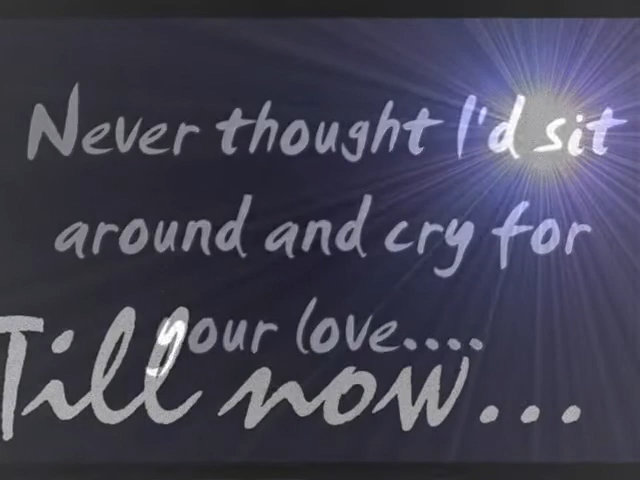 Never thought I'd sit
around and cry for
your love....
Till now...